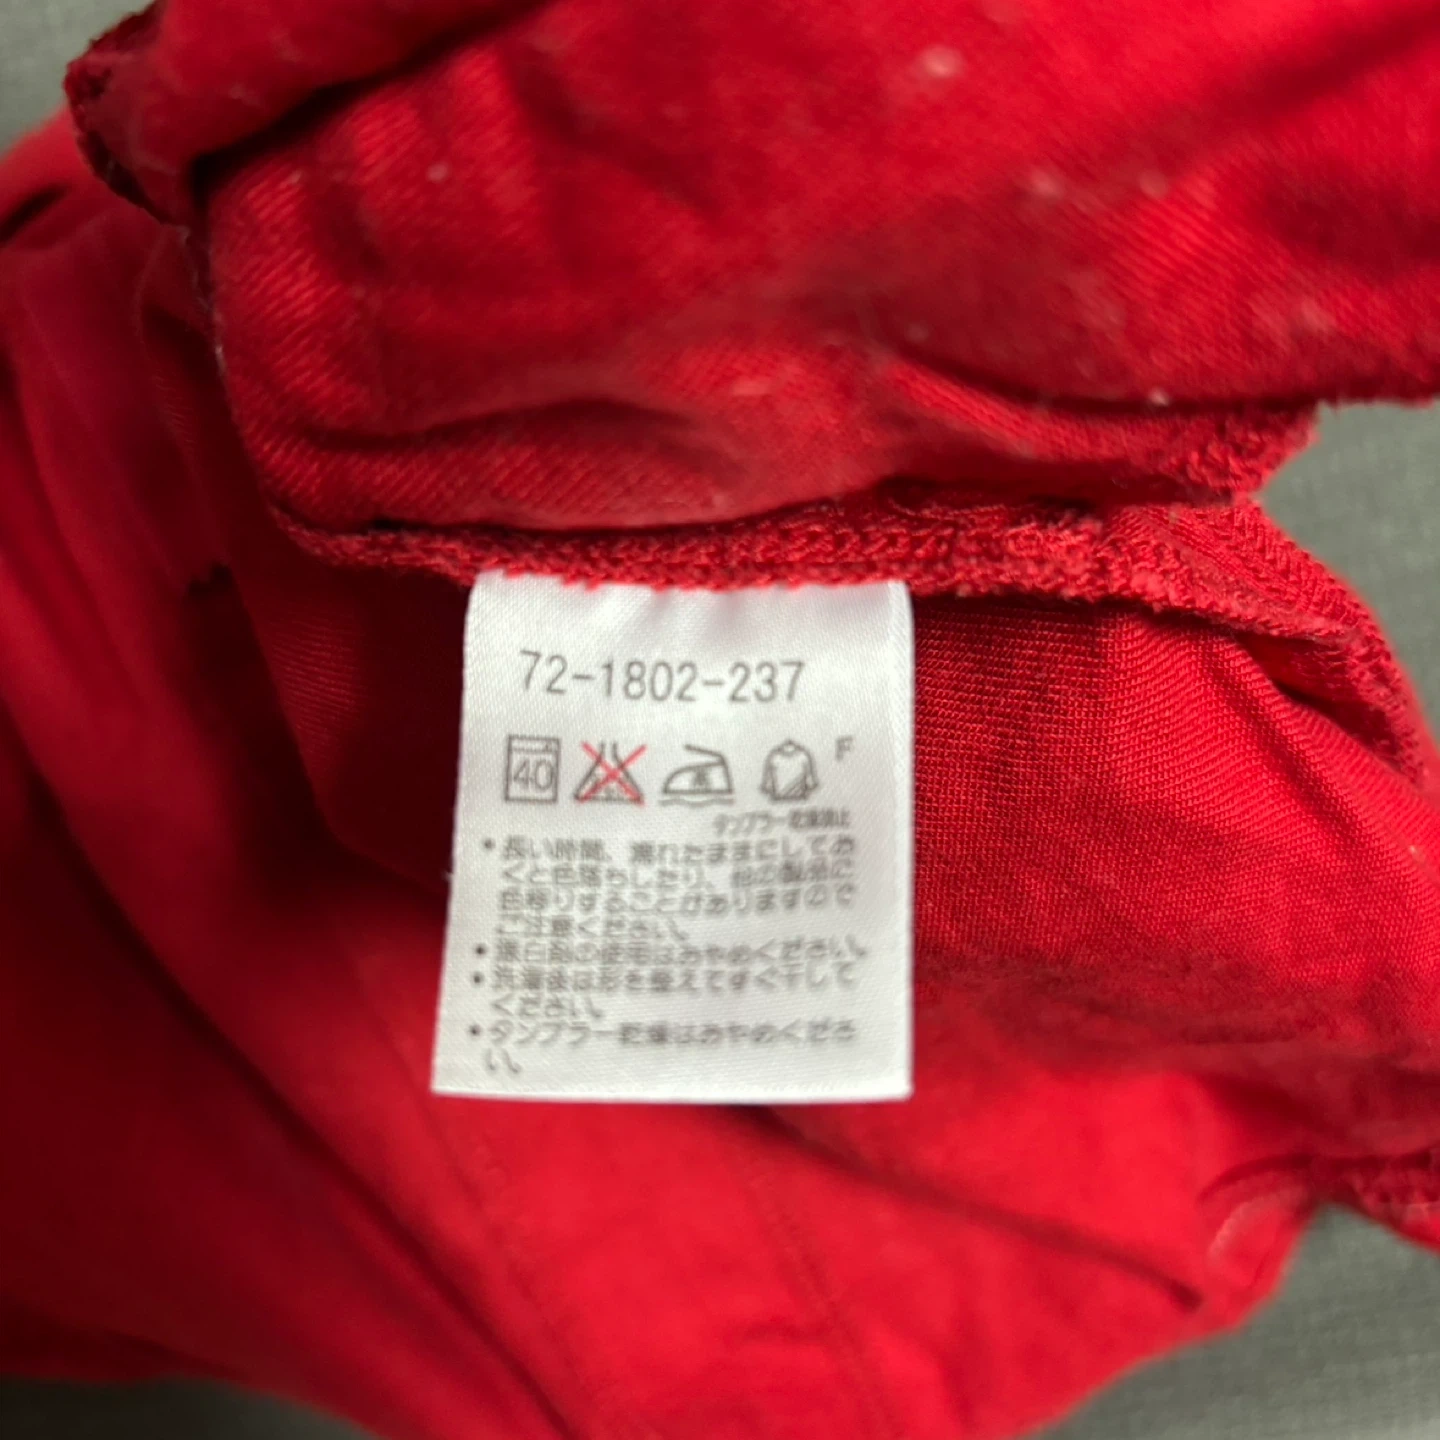 72-1802-237
40 中 F
タンブラー乾燥禁止
・長い時間、濡れたままにしてお
くと色落ちしたり、他の製品に
色移りすることがありますので
ご注意ください。
・漂白剤の使用はおやめください。
・洗濯後は形を整えてすぐ干して
ください。
・タンブラー乾燥はおやめくださ
い。